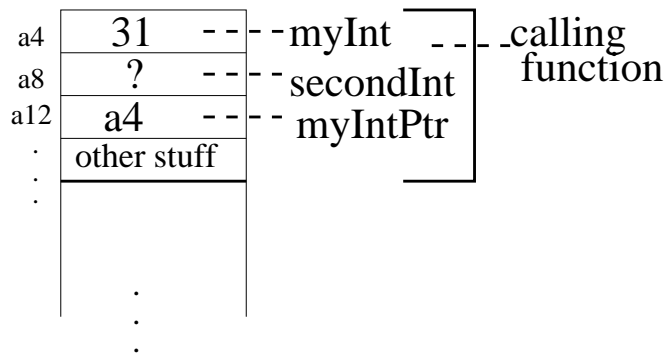 a4 31 myInt calling
a8 ? secondInt function
a12 a4 myIntPtr
other stuff